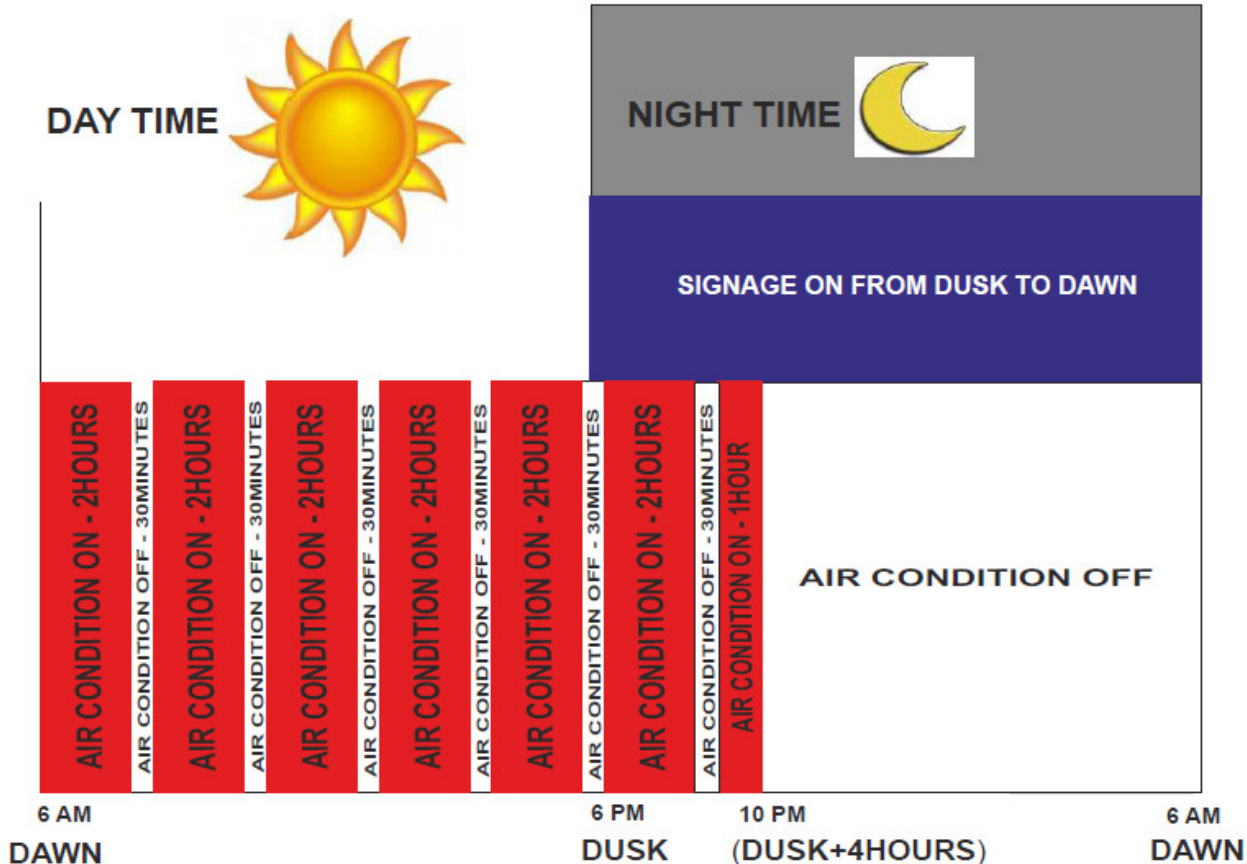 DAY TIME
NIGHT TIME
SIGNAGE ON FROM DUSK TO DAWN
AIR CONDITION ON - 2HOURS
AIR CONDITION OFF - 30MINUTES
AIR CONDITION ON - 2HOURS
AIR CONDITION OFF - 30MINUTES
AIR CONDITION ON - 2HOURS
AIR CONDITION OFF - 30MINUTES
AIR CONDITION ON - 2HOURS
AIR CONDITION OFF - 30MINUTES
AIR CONDITION ON - 2HOURS
AIR CONDITION OFF - 30MINUTES
AIR CONDITION ON - 2HOURS
AIR CONDITION OFF - 30MINUTES
AIR CONDITION ON - 1HOUR
AIR CONDITION OFF
6 AM
DAWN
6 PM
DUSK
10 PM
(DUSK+4HOURS)
6 AM
DAWN